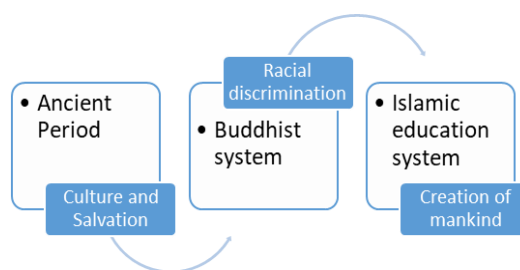 • Ancient
Period
Culture and
Salvation
Racial
discrimination
• Buddhist
system
• Islamic
education
system
Creation of
mankind